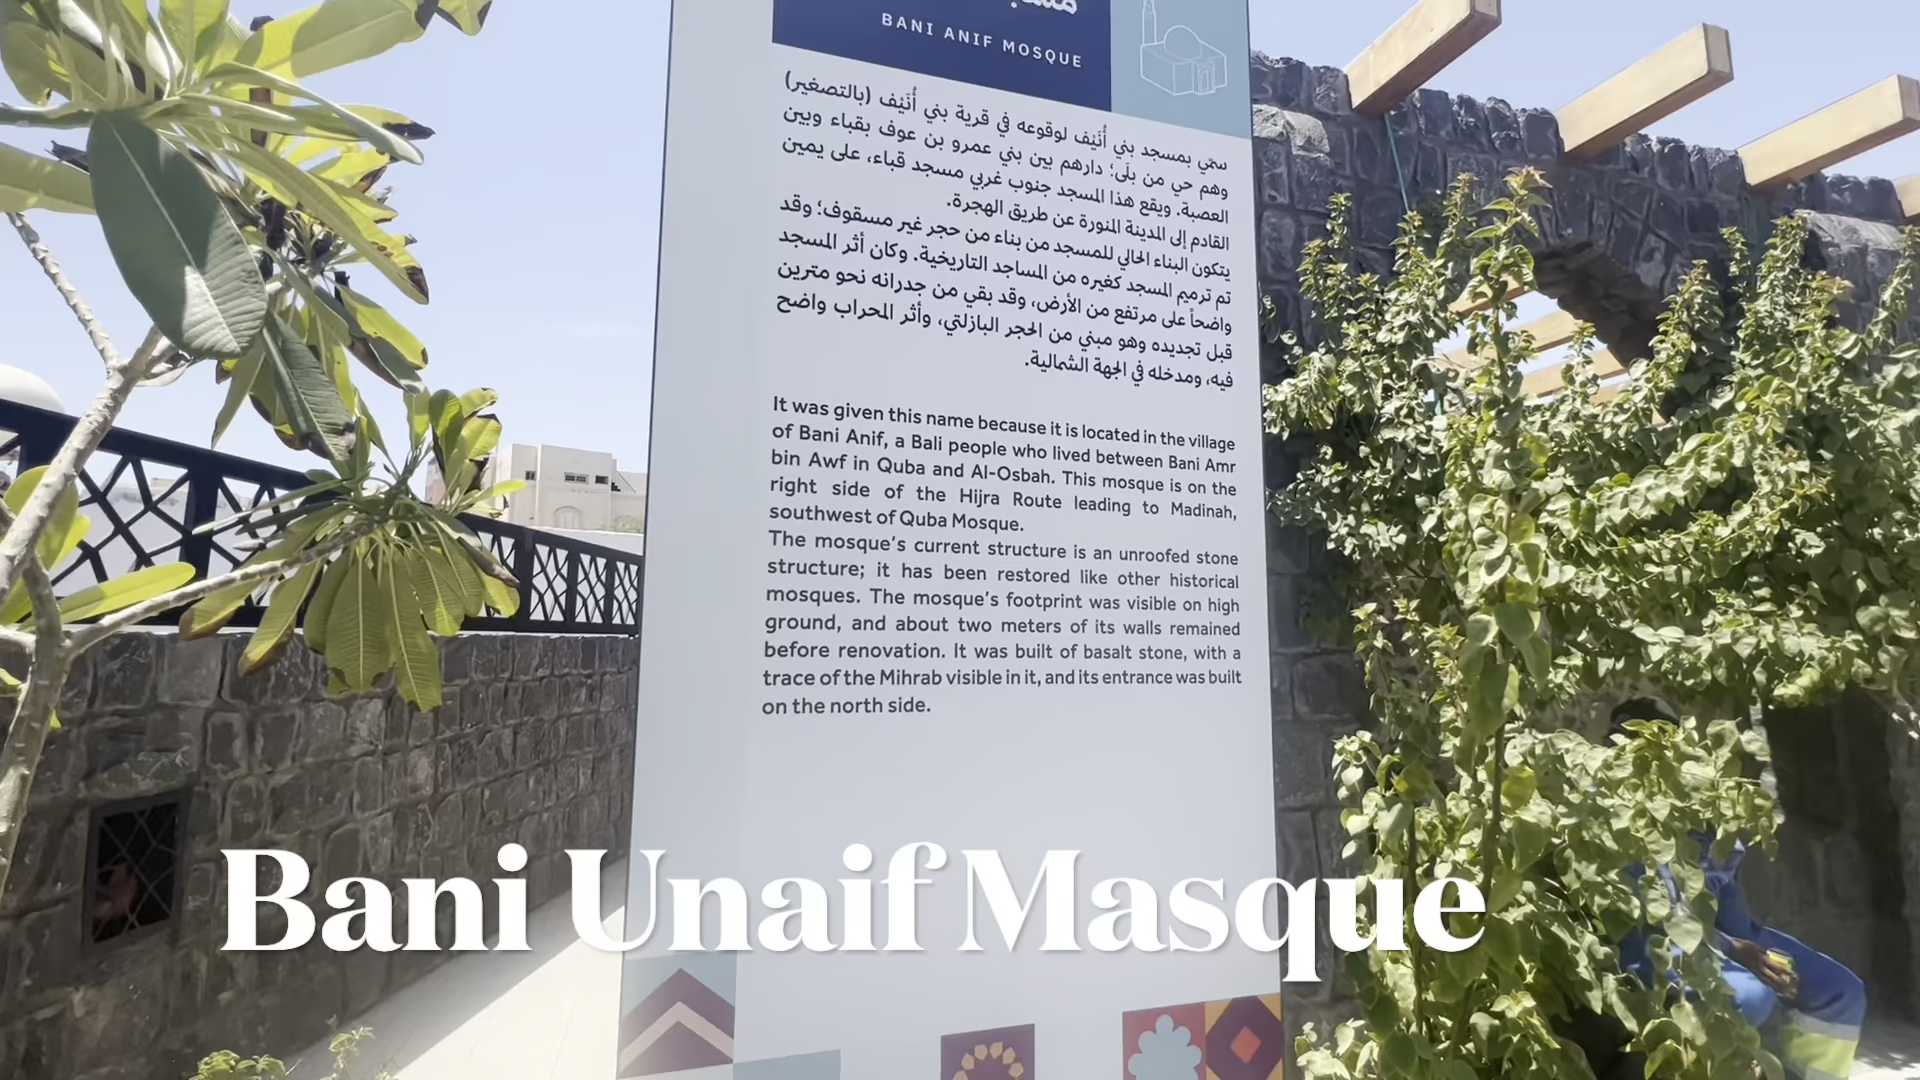 BANI ANIF MOSQUE
سمّي بمسجد بني أُنَيْف لوقوعه في قرية بني أُنَيْف (بالتصغير)
وهم حي من بلَى؛ دارهم بين بني عمرو بن عوف بقباء وبين
العصبة. ويقع هذا المسجد جنوب غربي مسجد قباء، على يمين
القادم إلى المدينة المنورة عن طريق الهجرة.
يتكون البناء الحالي للمسجد من بناء من حجر غير مسقوف؛ وقد
تم ترميم المسجد كغيره من المساجد التاريخية. وكان أثر المسجد
واضحاً على مرتفع من الأرض، وقد بقي من جدرانه نحو مترين
قبل تجديده وهو مبني من الحجر البازلتي، وأثر المحراب واضح
فيه، ومدخله في الجهة الشمالية.
It was given this name because it is located in the village
of Bani Anif, a Bali people who lived between Bani Amr
bin Awf in Quba and Al-Osbah. This mosque is on the
right side of the Hijra Route leading to Madinah,
southwest of Quba Mosque.
The mosque's current structure is an unroofed stone
structure; it has been restored like other historical
mosques. The mosque's footprint was visible on high
ground, and about two meters of its walls remained
before renovation. It was built of basalt stone, with a
trace of the Mihrab visible in it, and its entrance was built
on the north side.
Bani Unaif Masque